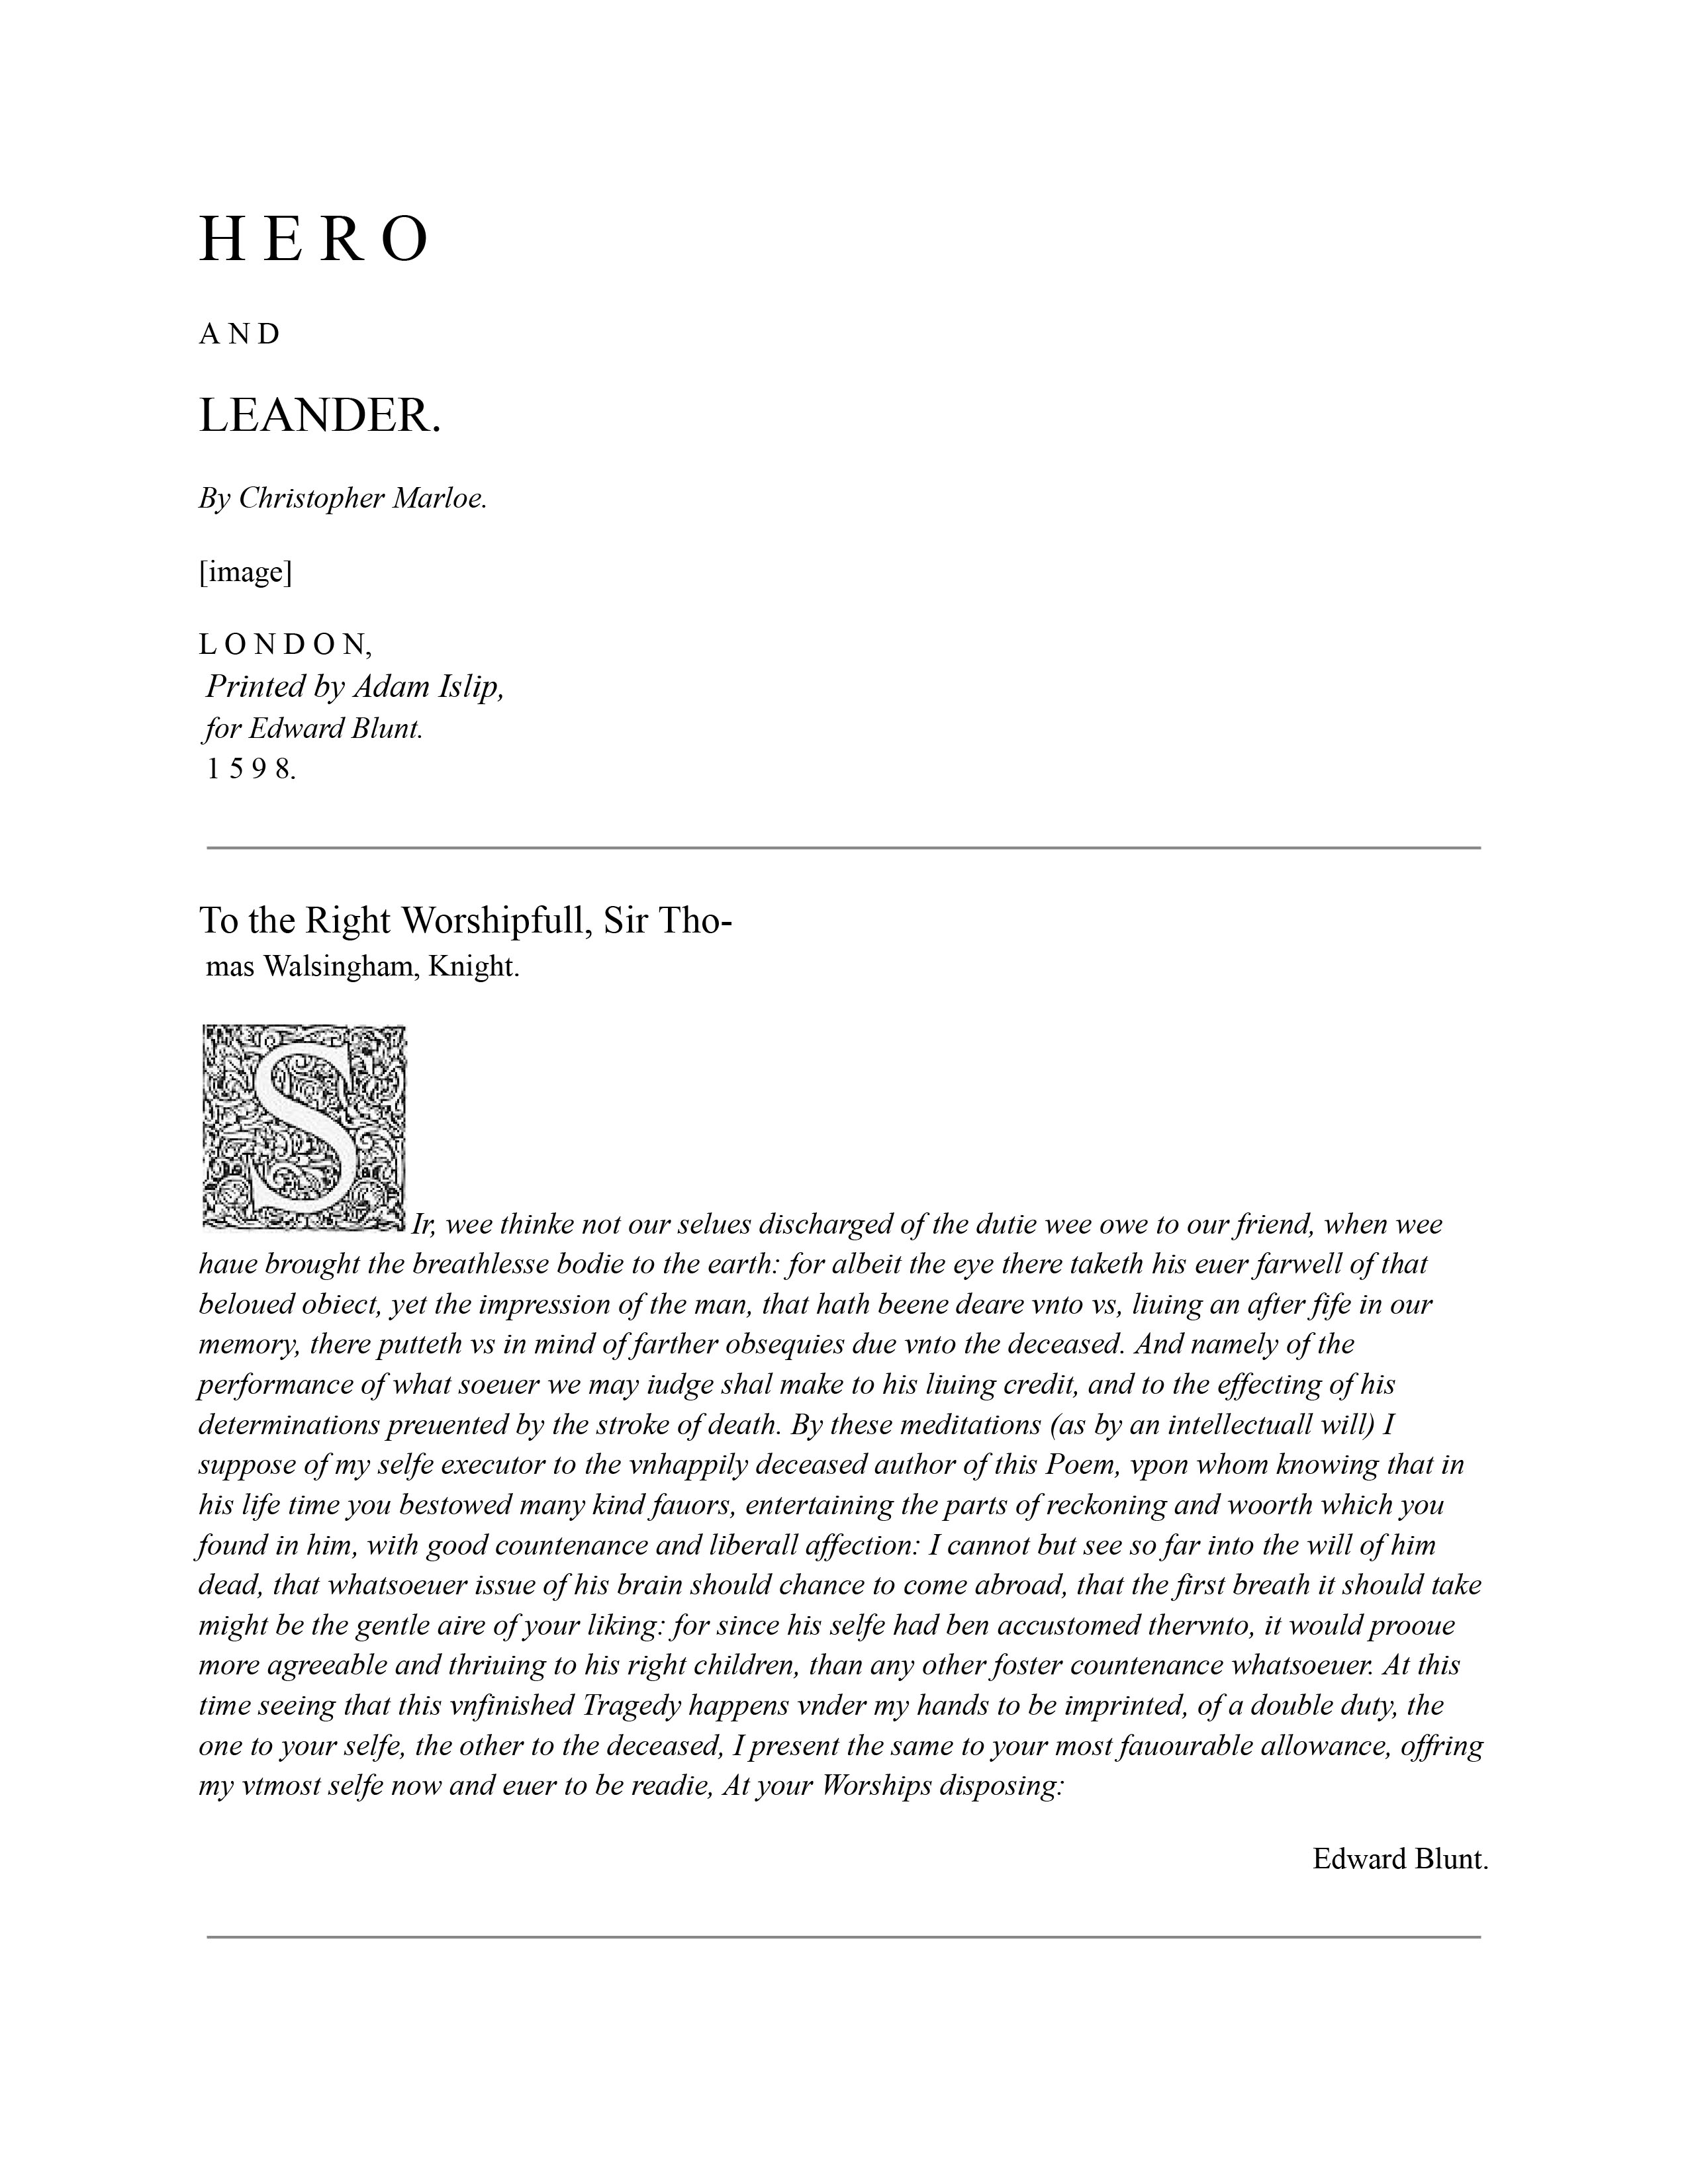 H E R O
A N D
LEANDER.
By Christopher Marloe.
[image]
L O N D O N,
Printed by Adam Islip,
for Edward Blunt.
1 5 9 8.
To the Right Worshipfull, Sir Tho-
mas Walsingham, Knight.
SIr, wee thinke not our selues discharged of the dutie wee owe to our friend, when wee
haue brought the breathlesse bodie to the earth: for albeit the eye there taketh his euer farwell of that
beloued obiect, yet the impression of the man, that hath beene deare vnto vs, liuing an after fife in our
memory, there putteth vs in mind of farther obsequies due vnto the deceased. And namely of the
performance of what soeuer we may iudge shal make to his liuing credit, and to the effecting of his
determinations preuented by the stroke of death. By these meditations (as by an intellectuall will) I
suppose of my selfe executor to the vnhappily deceased author of this Poem, vpon whom knowing that in
his life time you bestowed many kind fauors, entertaining the parts of reckoning and woorth which you
found in him, with good countenance and liberall affection: I cannot but see so far into the will of him
dead, that whatsoeuer issue of his brain should chance to come abroad, that the first breath it should take
might be the gentle aire of your liking: for since his selfe had ben accustomed thervnto, it would prooue
more agreeable and thriuing to his right children, than any other foster countenance whatsoeuer. At this
time seeing that this vnfinished Tragedy happens vnder my hands to be imprinted, of a double duty, the
one to your selfe, the other to the deceased, I present the same to your most fauourable allowance, offring
my vtmost selfe now and euer to be readie, At your Worships disposing:
Edward Blunt.